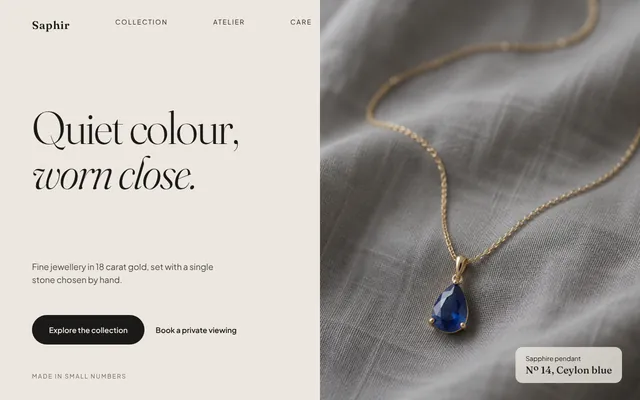 Saphir
COLLECTION
ATELIER
CARE
Quiet colour,
worn close.
Fine jewellery in 18 carat gold, set with a single
stone chosen by hand.
Explore the collection
Book a private viewing
MADE IN SMALL NUMBERS
Sapphire pendant
Nº 14, Ceylon blue